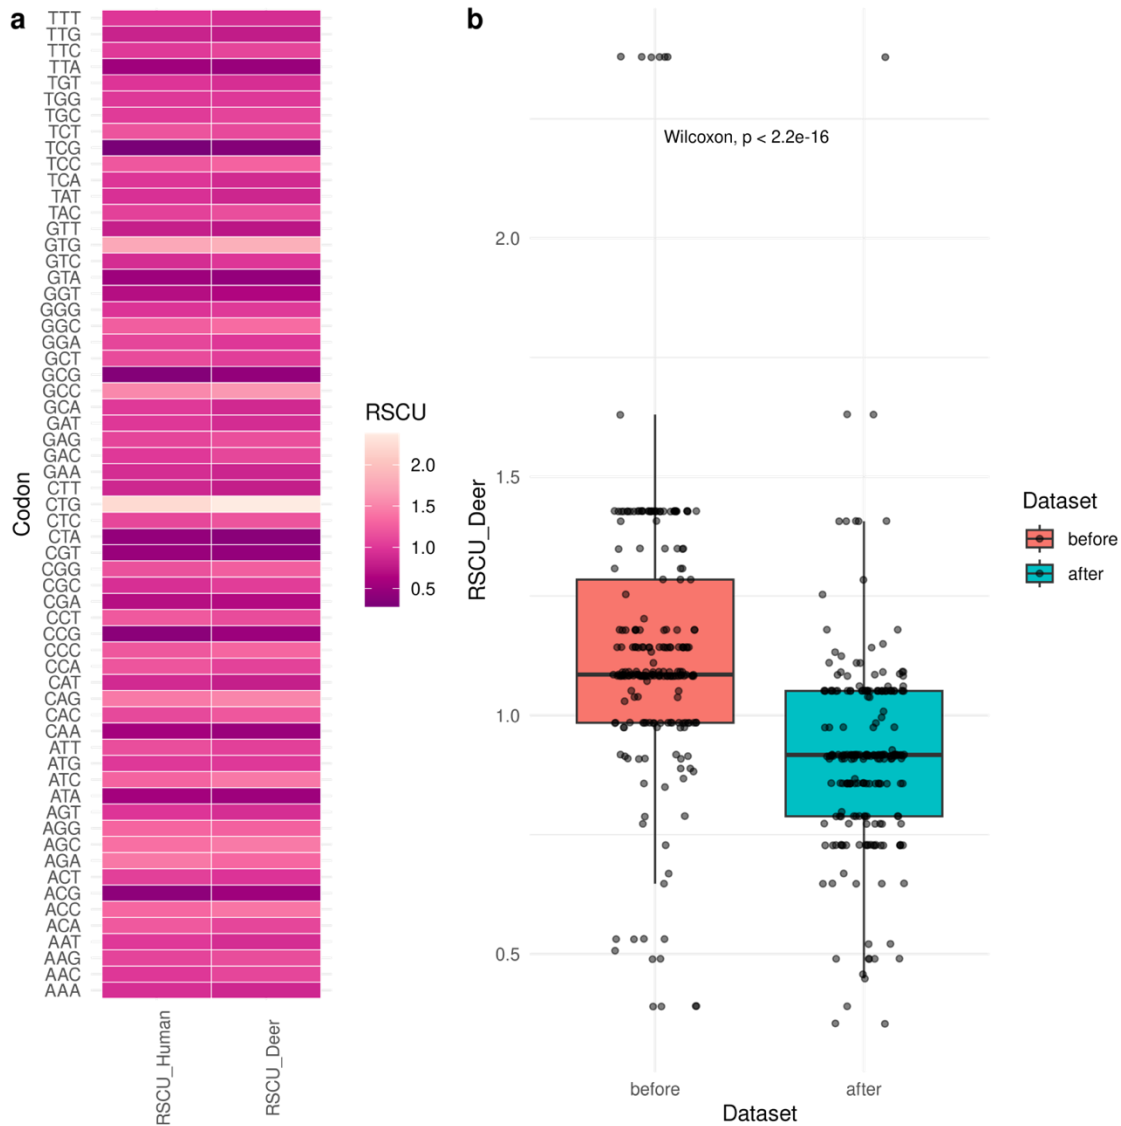 a
TTT
TTG
TTC
TTA
TGT
TGG
TGC
TCT
TCG
TCC
TCA
TAT
TAC
GTT
GTG
GTC
GTA
GGT
GGG
GGC
GGA
GCT
GCG
GCC
GCA
GAT
GAG
GAC
GAA
CTT
CTG
CTC
CTA
CGT
CGG
CGC
CGA
CCT
CCG
CCC
CCA
CAT
CAG
CAC
CAA
ATT
ATG
ATC
ATA
AGT
AGG
AGC
AGA
ACT
ACG
ACC
ACA
AAT
AAG
AAC
AAA
Codon
RSCU_Human
RSCU_Deer
RSCU
2.0
1.5
1.0
0.5
b
Wilcoxon, p < 2.2e-16
2.0
1.5
1.0
0.5
RSCU_Deer
before
after
Dataset
Dataset
before
after